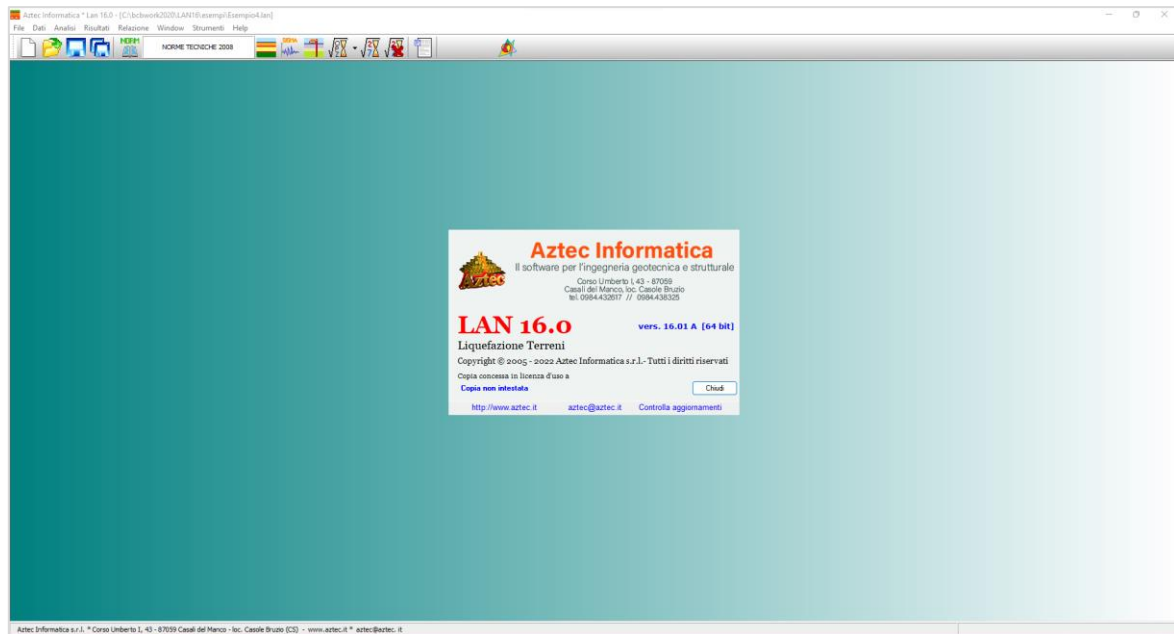 Aztec Informatica * Lan 16.0 - [C:\bcbwork2020\LAN16\esempi\Esempio4.lan]
File Dati Analisi Risultati Relazione Window Strumenti Help
NORM
NORME TECNICHE 2008
Aztec
Aztec Informatica
Il software per l'ingegneria geotecnica e strutturale
Corso Umberto I, 43 - 87059
Casali del Manco, loc. Casole Bruzio
tel. 0984.432617 // 0984.438325
LAN 16.0
vers. 16.01 A [64 bit]
Liquefazione Terreni
Copyright © 2005 - 2022 Aztec Informatica s.r.l.- Tutti i diritti riservati
Copia concessa in licenza d'uso a
Copia non intestata
Chiudi
http://www.aztec.it aztec@aztec.it Controlla aggiornamenti
Aztec Informatica s.r.l. * Corso Umberto I, 43 - 87059 Casali del Manco - loc. Casole Bruzio (CS) - www.aztec.it * aztec@aztec. it